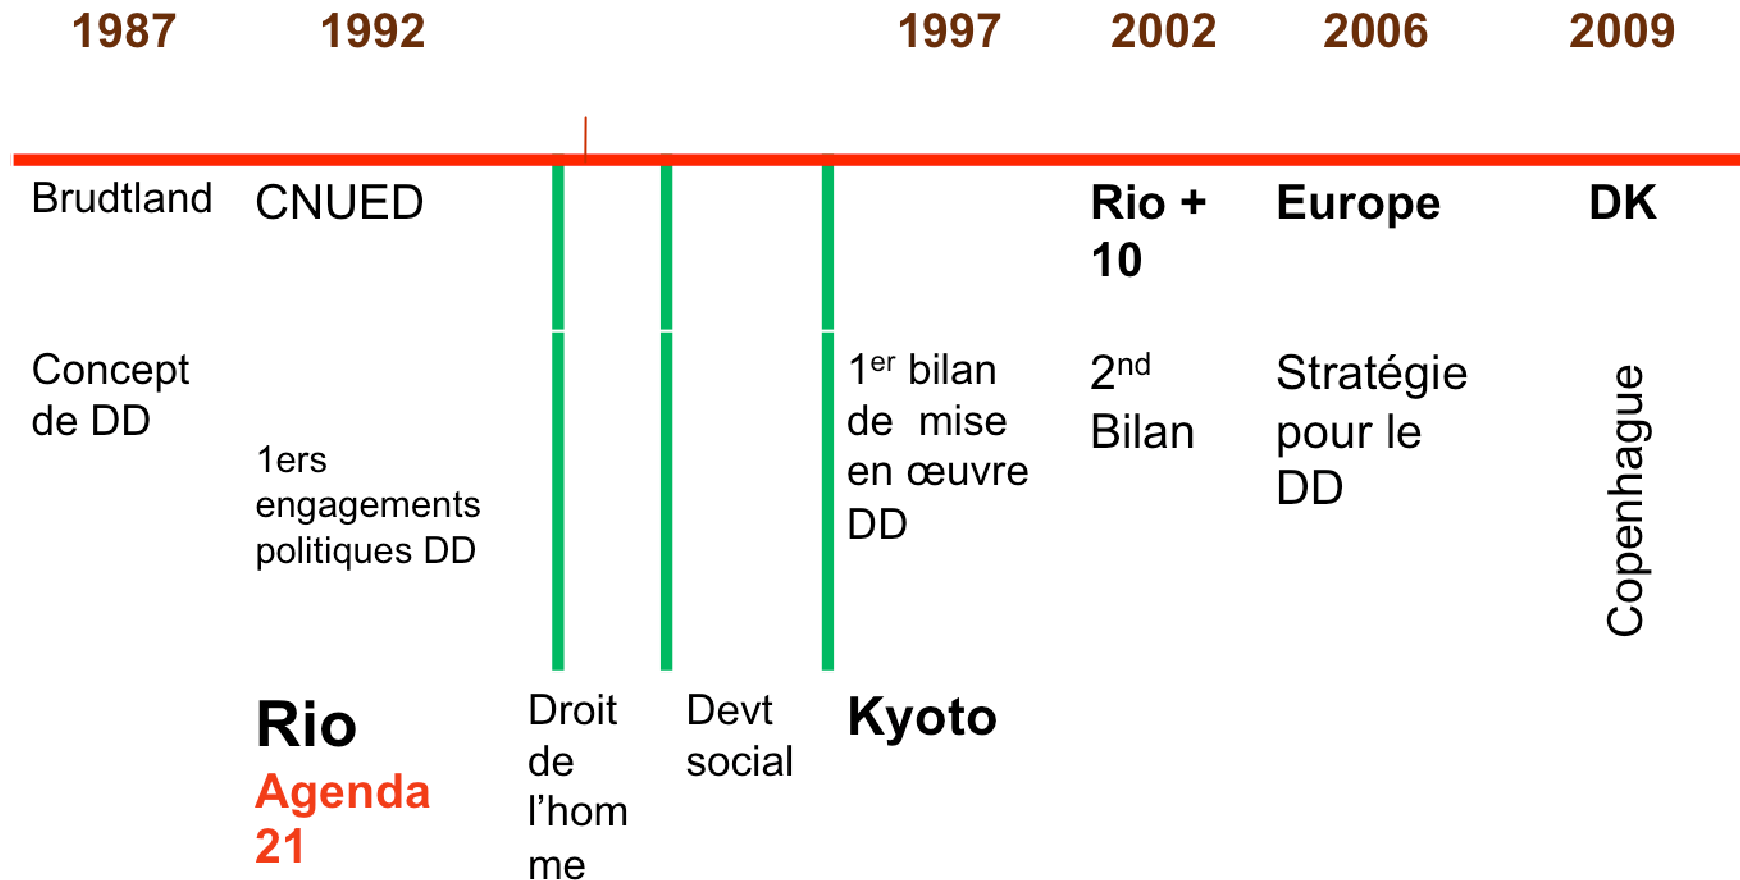 1987 1992 1997 2002 2006 2009
Brudtland CNUED Rio + Europe DK
10
Concept
de DD
1ers
engagements
politiques DD
1er bilan
de mise
en œuvre
DD
2nd
Bilan
Stratégie
pour le
DD
Copenhague
Rio
Agenda
21
Droit
de
l’hom
me
Devt
social
Kyoto